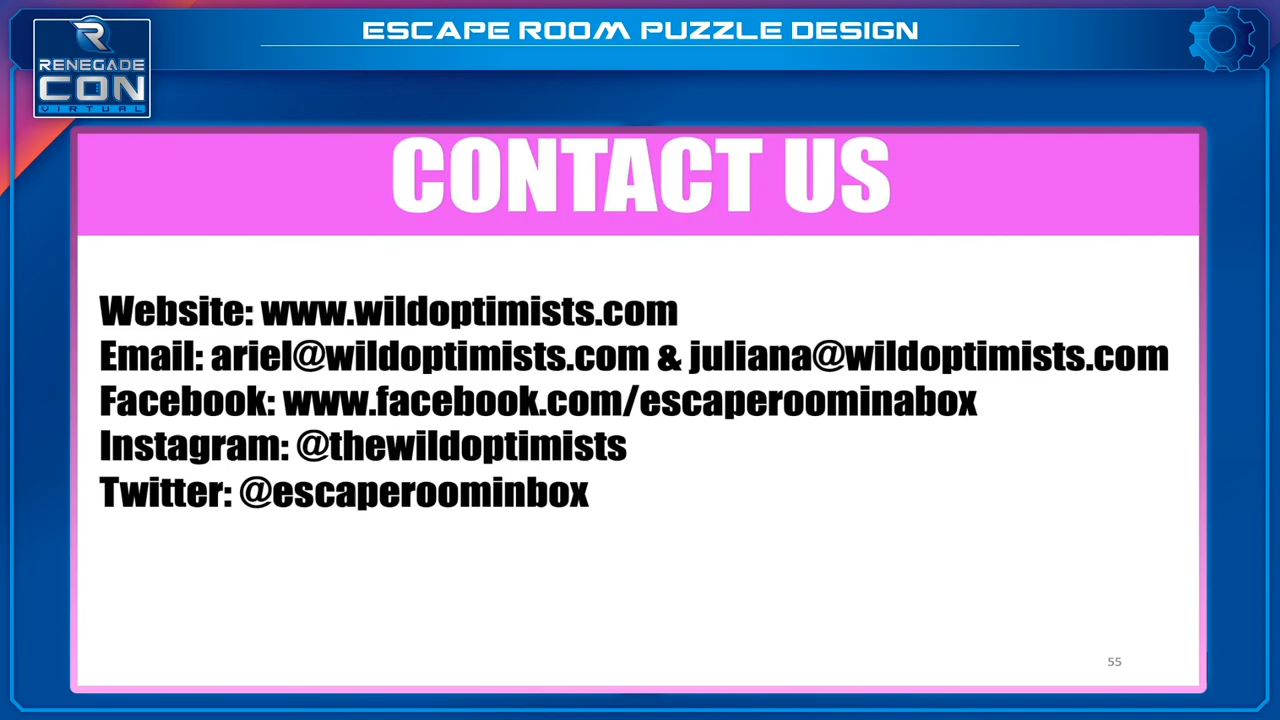 ESCAPE ROOM PUZZLE DESIGN
R
RENEGADE
CON
VIRTUAL
CONTACT US
Website: www.wildoptimists.com
Email: ariel@wildoptimists.com & juliana@wildoptimists.com
Facebook: www.facebook.com/escaperoominabox
Instagram: @thewildoptimists
Twitter: @escaperoominbox
55